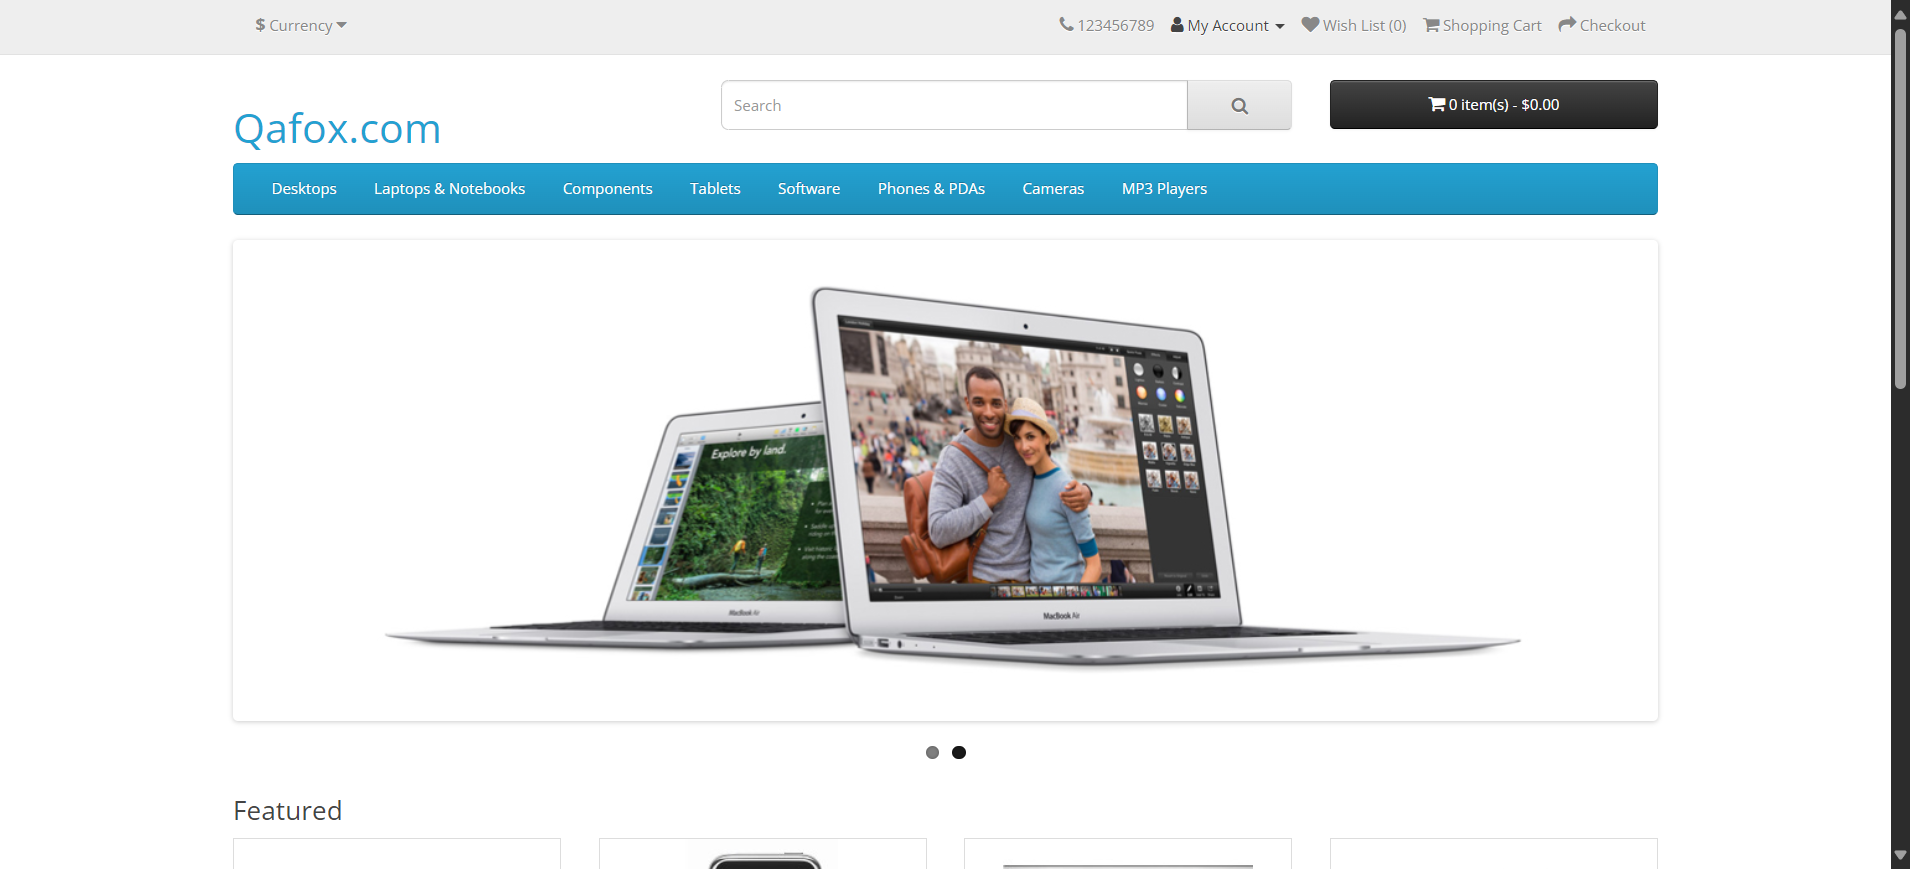 $ Currency
123456789 My Account Wish List (0) Shopping Cart Checkout
Search
0 item(s) - $0.00
Qafox.com
Desktops Laptops & Notebooks Components Tablets Software Phones & PDAs Cameras MP3 Players
Explore by land.
MacBook Air
MacBook Air
Featured